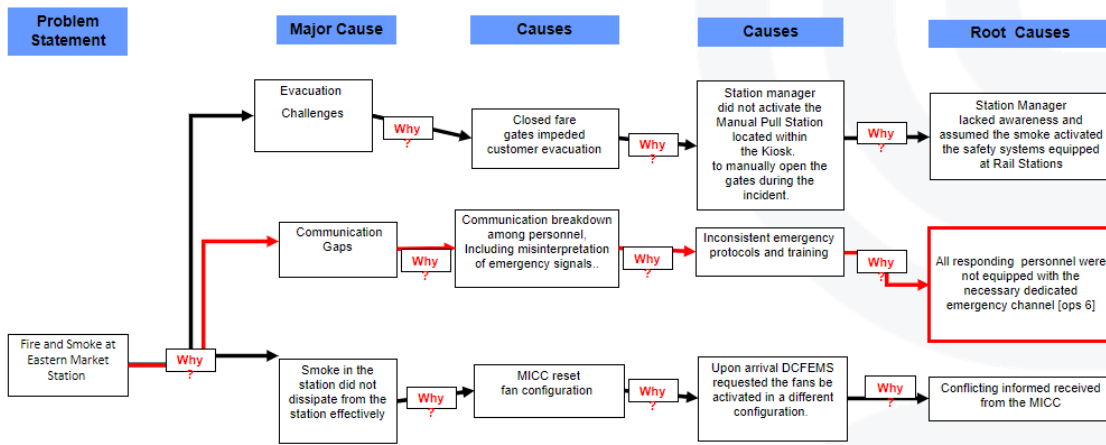 Problem
Statement
Major Cause
Causes
Causes
Root Causes
Evacuation
Challenges
Why
?
Closed fare
gates impeded
customer evacuation
Why
?
Station manager
did not activate the
Manual Pull Station
located within
the Kiosk.
to manually open the
gates during the
incident.
Why
?
Station Manager
lacked awareness and
assumed the smoke activated
the safety systems equipped
at Rail Stations
Communication
Gaps
Why
?
Communication breakdown
among personnel,
Including misinterpretation
of emergency signals..
Why
?
Inconsistent emergency
protocols and training
Why
?
All responding personnel were
not equipped with the
necessary dedicated
emergency channel [ops 6]
Fire and Smoke at
Eastern Market
Station
Why
?
Smoke in the
station did not
dissipate from the
station effectively
Why
?
MICC reset
fan configuration
Why
?
Upon arrival DCFEMS
requested the fans be
activated in a different
configuration.
Why
?
Conflicting informed received
from the MICC